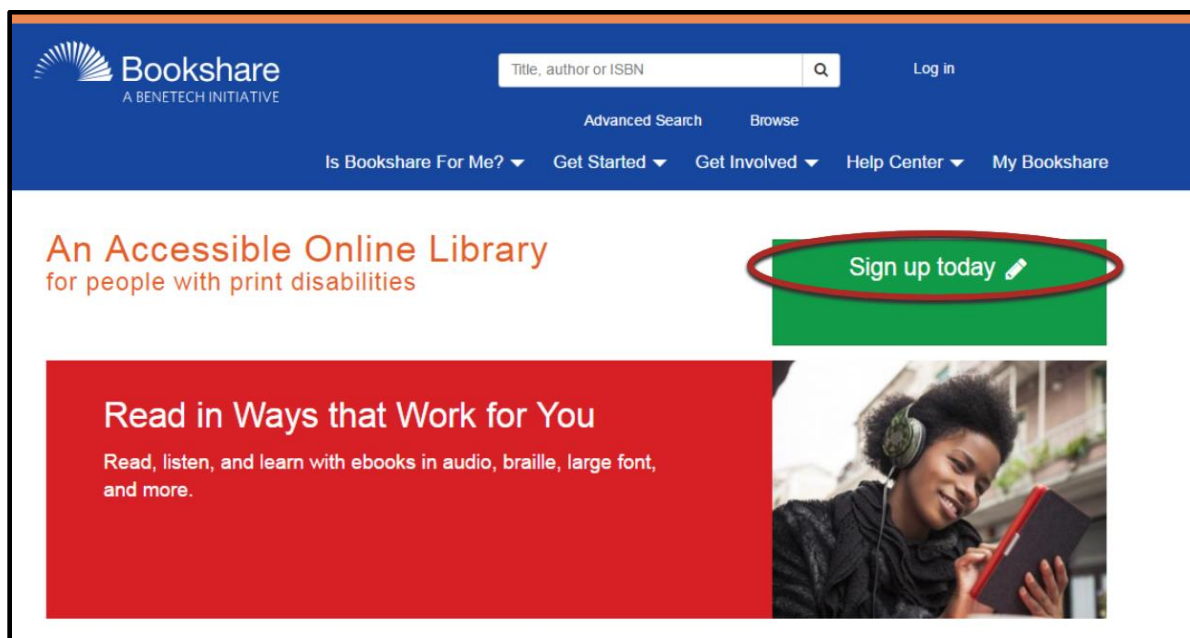 Bookshare
A BENETECH INITIATIVE
Title, author or ISBN
Log in
Advanced Search Browse
Is Bookshare For Me? Get Started Get Involved Help Center My Bookshare
An Accessible Online Library
for people with print disabilities
Sign up today
Read in Ways that Work for You
Read, listen, and learn with ebooks in audio, braille, large font,
and more.